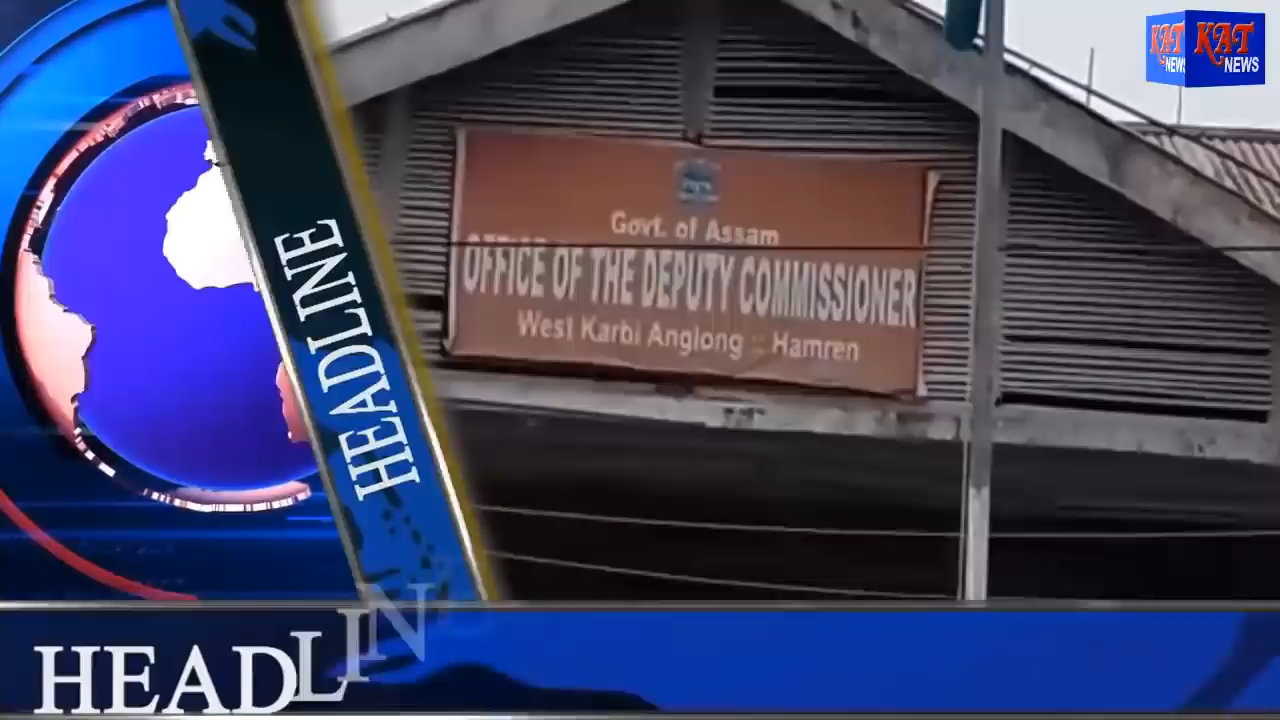 KAT
NEWS
KAT
NEWS
Govt. of Assam
OFFICE OF THE DEPUTY COMMISSIONER
West Karbi Anglong :: Hamren
HEADLINE
HEADLIN